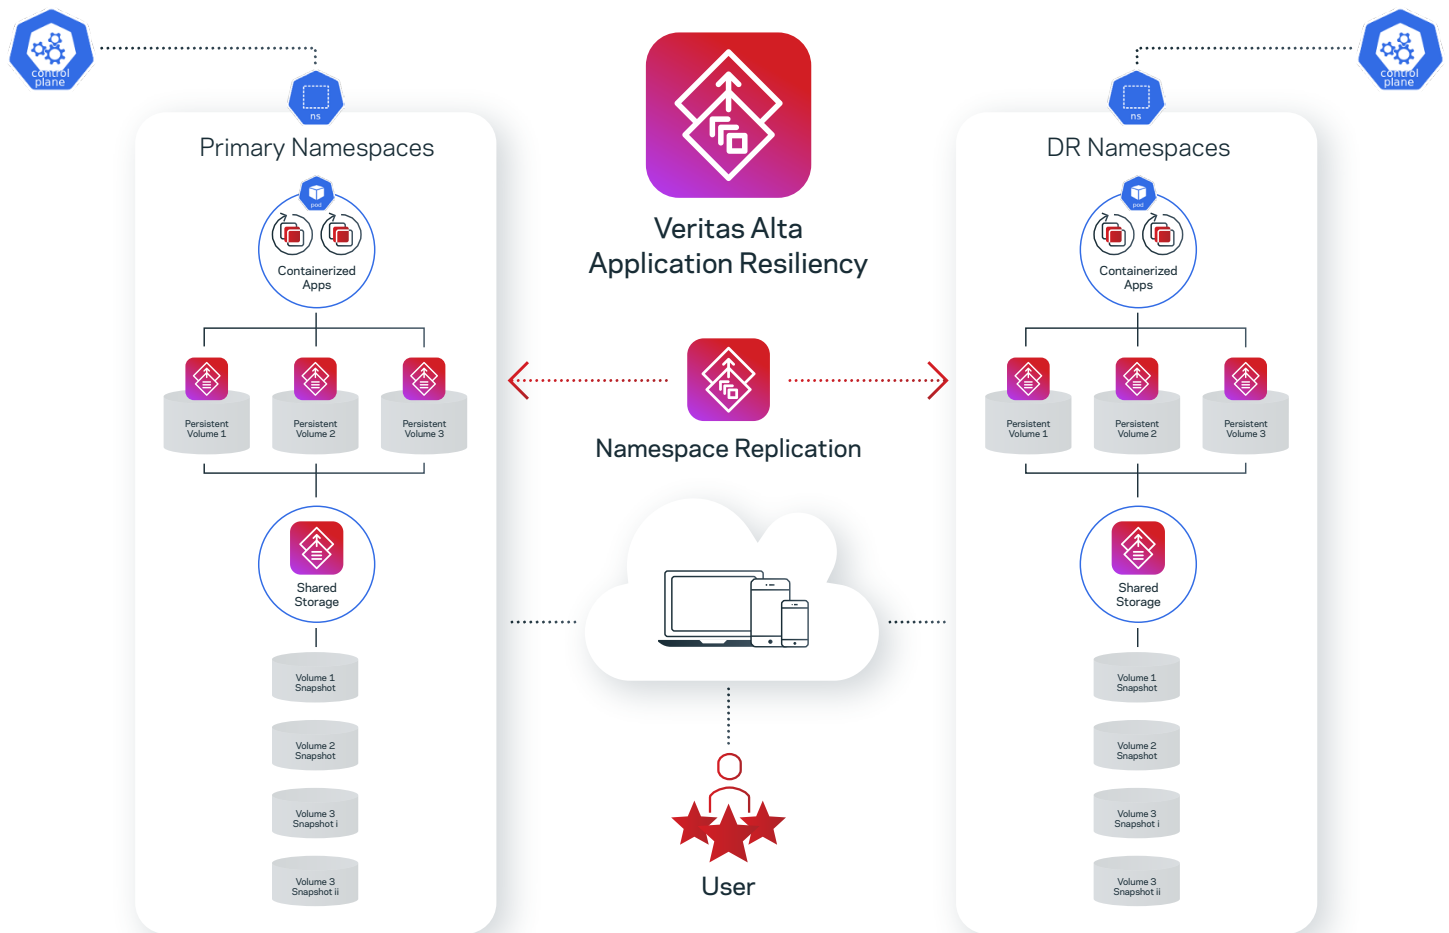 control
plane
ns
Primary Namespaces
pod
Containerized
Apps
Persistent
Volume 1
Persistent
Volume 2
Persistent
Volume 3
Shared
Storage
Volume 1
Snapshot
Volume 2
Snapshot
Volume 3
Snapshot i
Volume 3
Snapshot ii
Veritas Alta
Application Resiliency
Namespace Replication
User
control
plane
ns
DR Namespaces
pod
Containerized
Apps
Persistent
Volume 1
Persistent
Volume 2
Persistent
Volume 3
Shared
Storage
Volume 1
Snapshot
Volume 2
Snapshot
Volume 3
Snapshot i
Volume 3
Snapshot ii